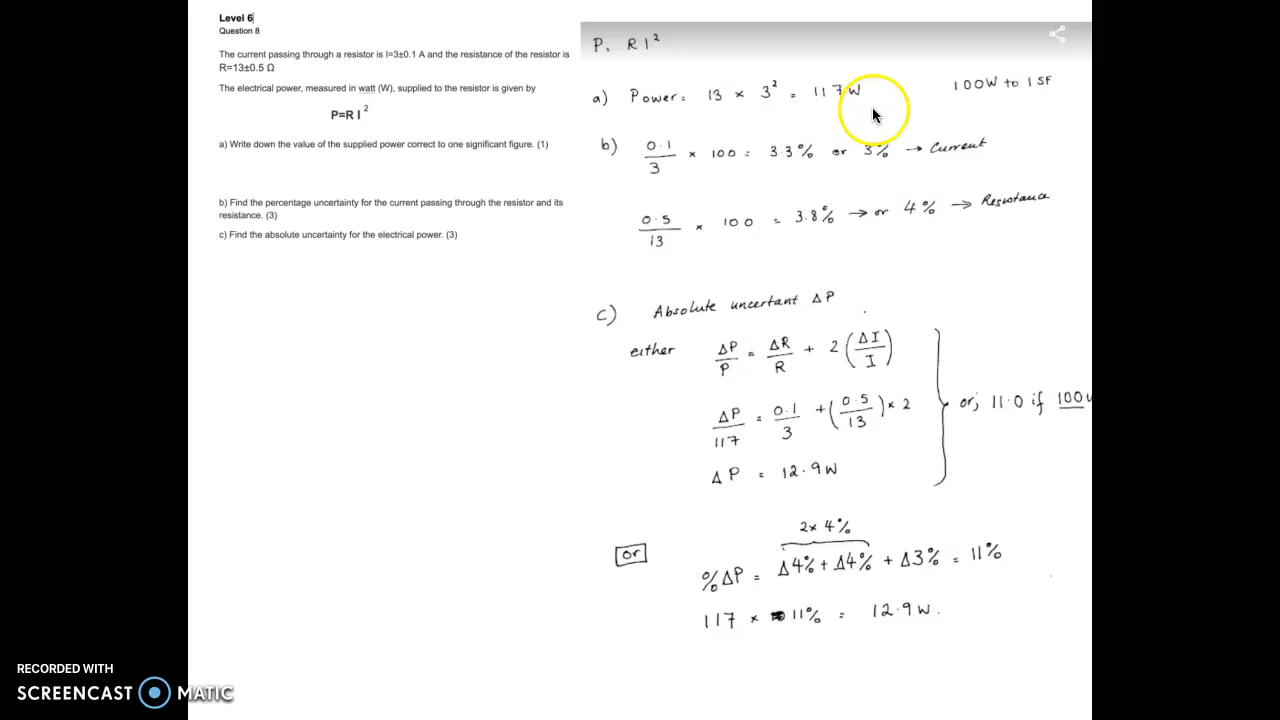 Level 6
Question 8
The current passing through a resistor is I=3±0.1 A and the resistance of the resistor is
R=13±0.5 Ω
The electrical power, measured in watt (W), supplied to the resistor is given by
P=R I ²
a) Write down the value of the supplied power correct to one significant figure. (1)
b) Find the percentage uncertainty for the current passing through the resistor and its
resistance. (3)
c) Find the absolute uncertainty for the electrical power. (3)
P = R I ²
a) Power = 13 × 3² = 117W 100W to 1 SF
b) 0.1/3 × 100 = 3.3% or 3% → Current
0.5/13 × 100 = 3.8% → or 4% → Resistance
c) Absolute uncertant ΔP
either ΔP/P = ΔR/R + 2 (ΔI/I)
ΔP/117 = 0.1/3 + (0.5/13) × 2 or; 11.0 if 100w
ΔP = 12.9W
2× 4%
or %ΔP = Δ4% + Δ4% + Δ3% = 11%
117 × 11% = 12.9W.
RECORDED WITH
SCREENCAST MATIC